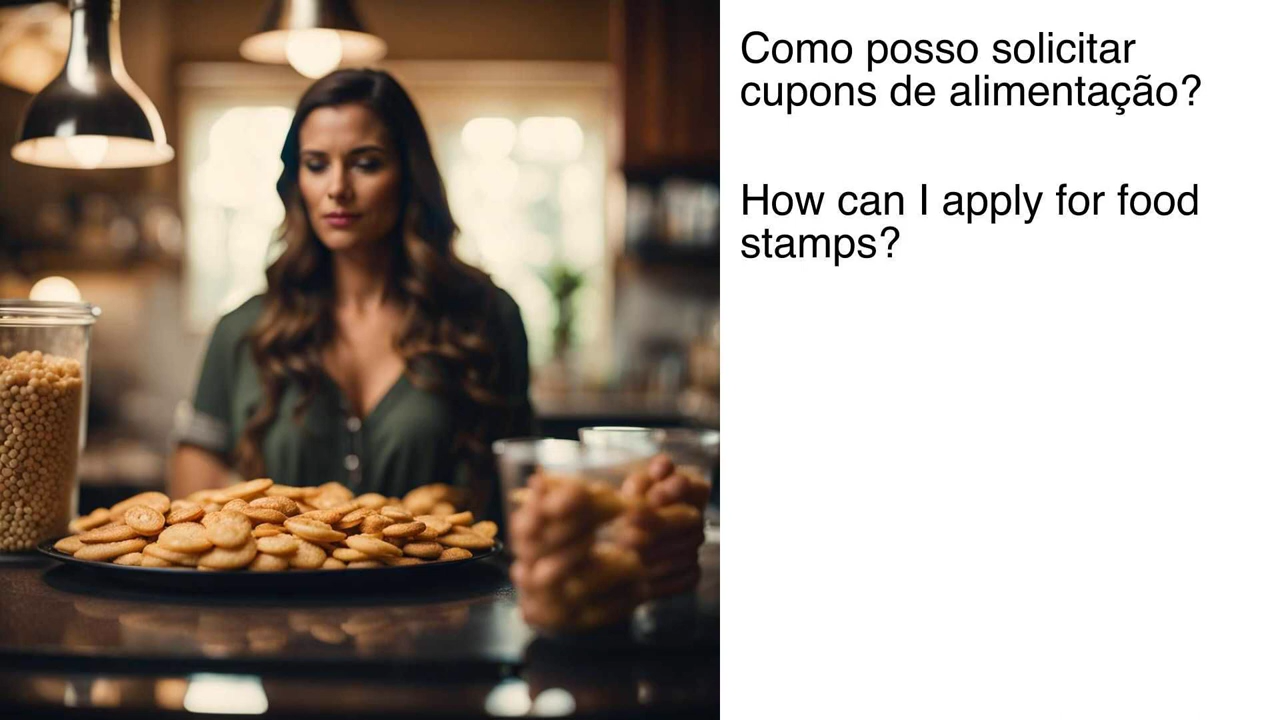 Como posso solicitar
cupons de alimentação?
How can I apply for food
stamps?